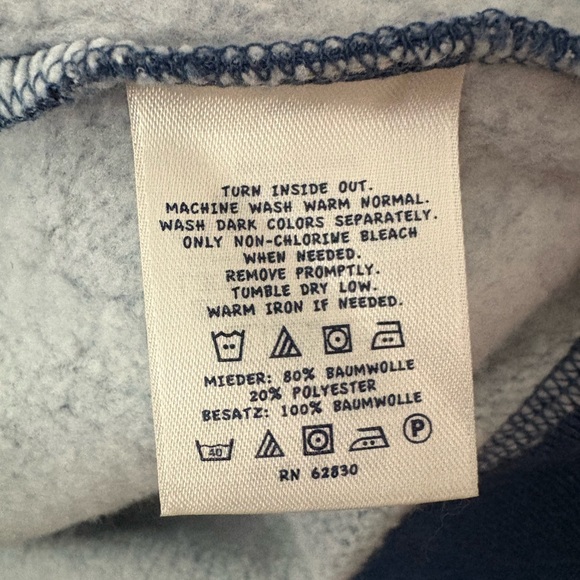 TURN INSIDE OUT.
MACHINE WASH WARM NORMAL.
WASH DARK COLORS SEPARATELY.
ONLY NON-CHLORINE BLEACH
WHEN NEEDED.
REMOVE PROMPTLY.
TUMBLE DRY LOW.
WARM IRON IF NEEDED.
MIEDER: 80% BAUMWOLLE
20% POLYESTER
BESATZ: 100% BAUMWOLLE
40 P
RN 62830